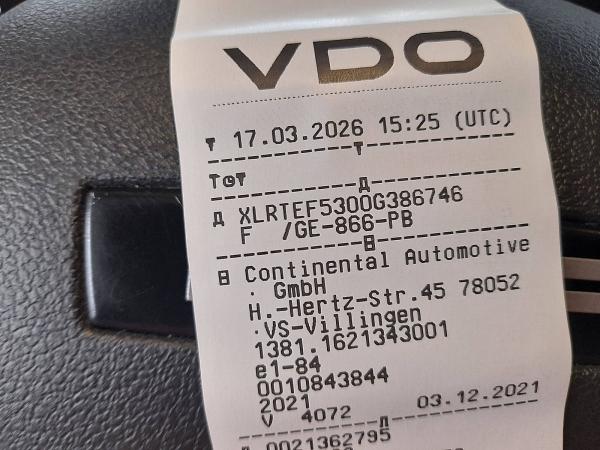 VDO
17.03.2026 15:25 (UTC)
XLRTEF5300G386746
F /GE-866-PB
Continental Automotive
. GmbH
H.-Hertz-Str.45 78052
.VS-Villingen
1381.1621343001
e1-84
0010843844
2021
V 4072 03.12.2021
0021362795